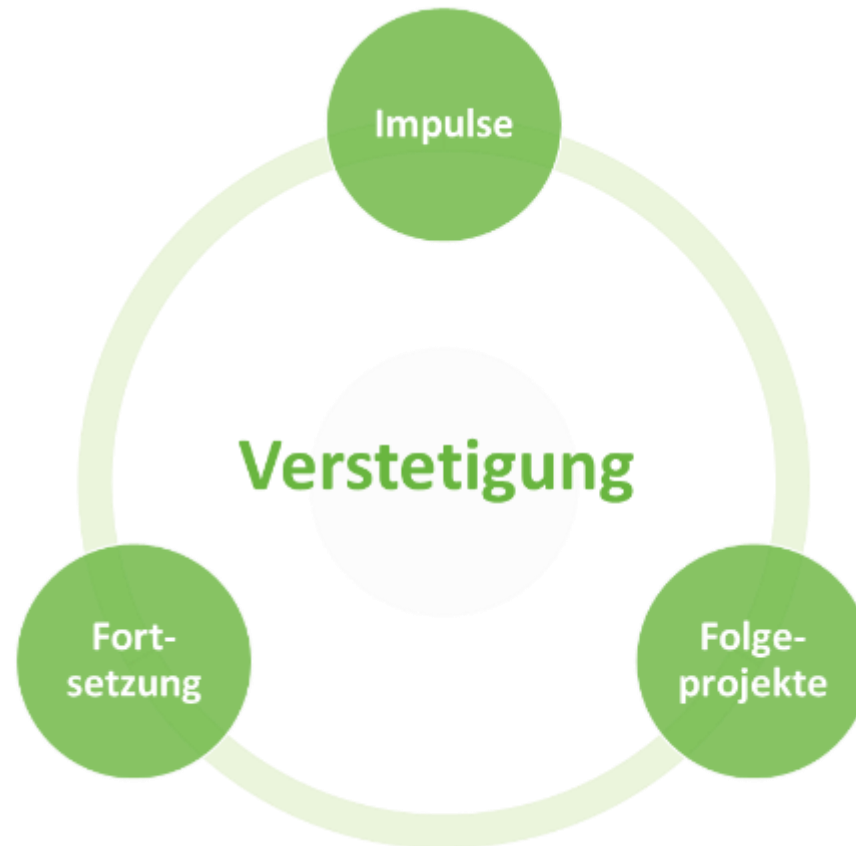 Impulse
Verstetigung
Fort-
setzung
Folge-
projekte